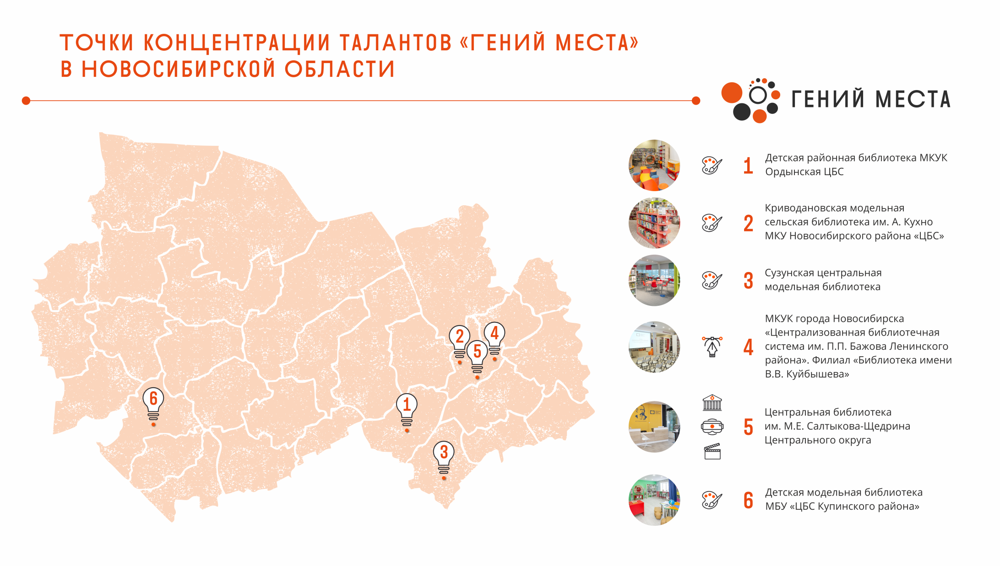 ТОЧКИ КОНЦЕНТРАЦИИ ТАЛАНТОВ «ГЕНИЙ МЕСТА»
В НОВОСИБИРСКОЙ ОБЛАСТИ
ГЕНИЙ МЕСТА
1
Детская районная библиотека МКУК
Ордынская ЦБС
2
Криводановская модельная
сельская библиотека им. А. Кухно
МКУ Новосибирского района «ЦБС»
3
Сузунская центральная
модельная библиотека
4
МКУК города Новосибирска
«Централизованная библиотечная
система им. П.П. Бажова Ленинского
района». Филиал «Библиотека имени
В.В. Куйбышева»
5
Центральная библиотека
им. М.Е. Салтыкова-Щедрина
Центрального округа
6
Детская модельная библиотека
МБУ «ЦБС Купинского района»
2
4
5
6
1
3